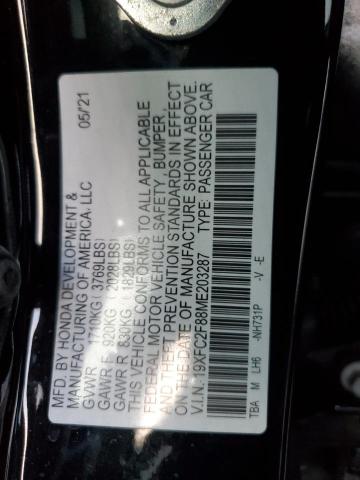 MFD. BY HONDA DEVELOPMENT &
MANUFACTURING OF AMERICA, LLC 05/'21
GVWR 1710KG( 3769LBS)
GAWR F 920KG( 2028LBS)
GAWR R 830KG( 1829LBS)
THIS VEHICLE CONFORMS TO ALL APPLICABLE
FEDERAL MOTOR VEHICLE SAFETY, BUMPER,
AND THEFT PREVENTION STANDARDS IN EFFECT
ON THE DATE OF MANUFACTURE SHOWN ABOVE.
V.I.N. 19XFC2F88ME203287 TYPE: PASSENGER CAR
TBA M LH6 -NH731P -V -E